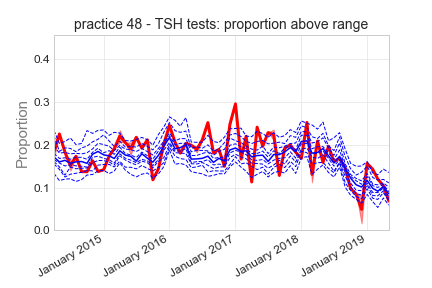 practice 48 - TSH tests: proportion above range
Proportion
0.4
0.3
0.2
0.1
0.0
January 2015
January 2016
January 2017
January 2018
January 2019